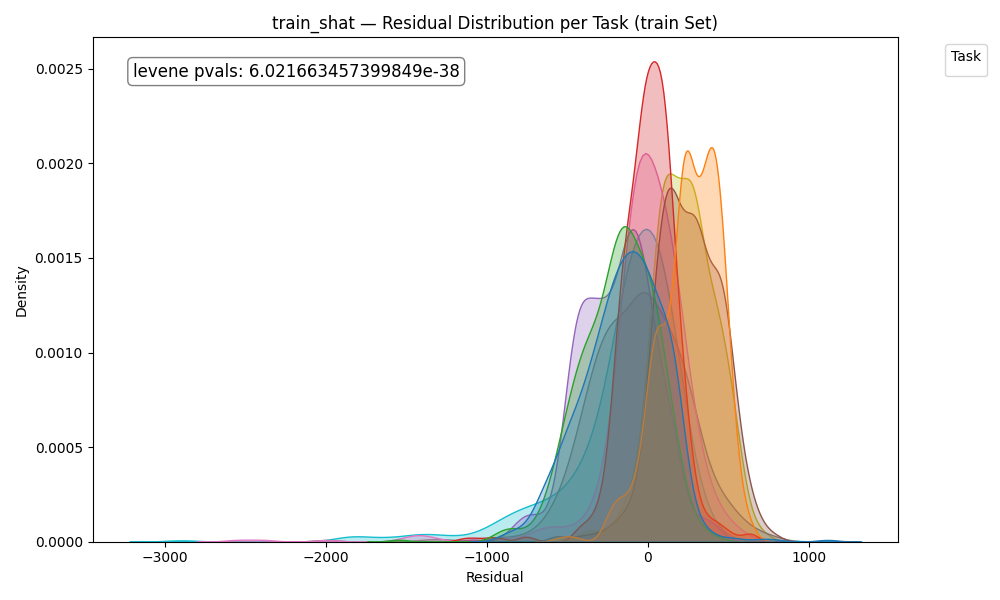 train_shat — Residual Distribution per Task (train Set)
levene pvals: 6.021663457399849e-38
Task
0.0025
0.0020
0.0015
0.0010
0.0005
0.0000
Density
−3000 −2000 −1000 0 1000
Residual